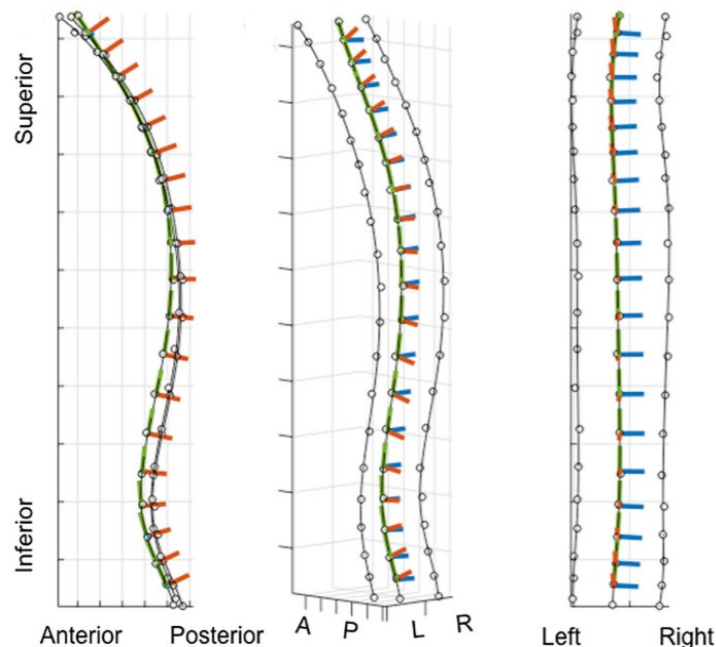 Superior
Inferior
Anterior
Posterior
A
P
L
R
Left
Right